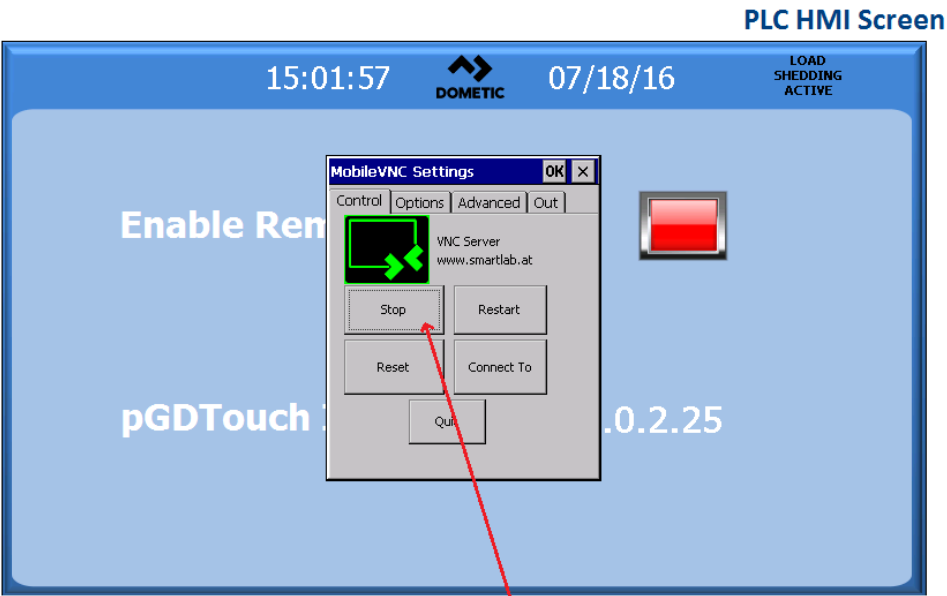 PLC HMI Screen
15:01:57
DOMETIC
07/18/16
LOAD
SHEDDING
ACTIVE
MobileVNC Settings
OK
Control
Options
Advanced
Out
Enable Rem
VNC Server
www.smartlab.at
Stop
Restart
Reset
Connect To
pGDTouch
Quit
.0.2.25